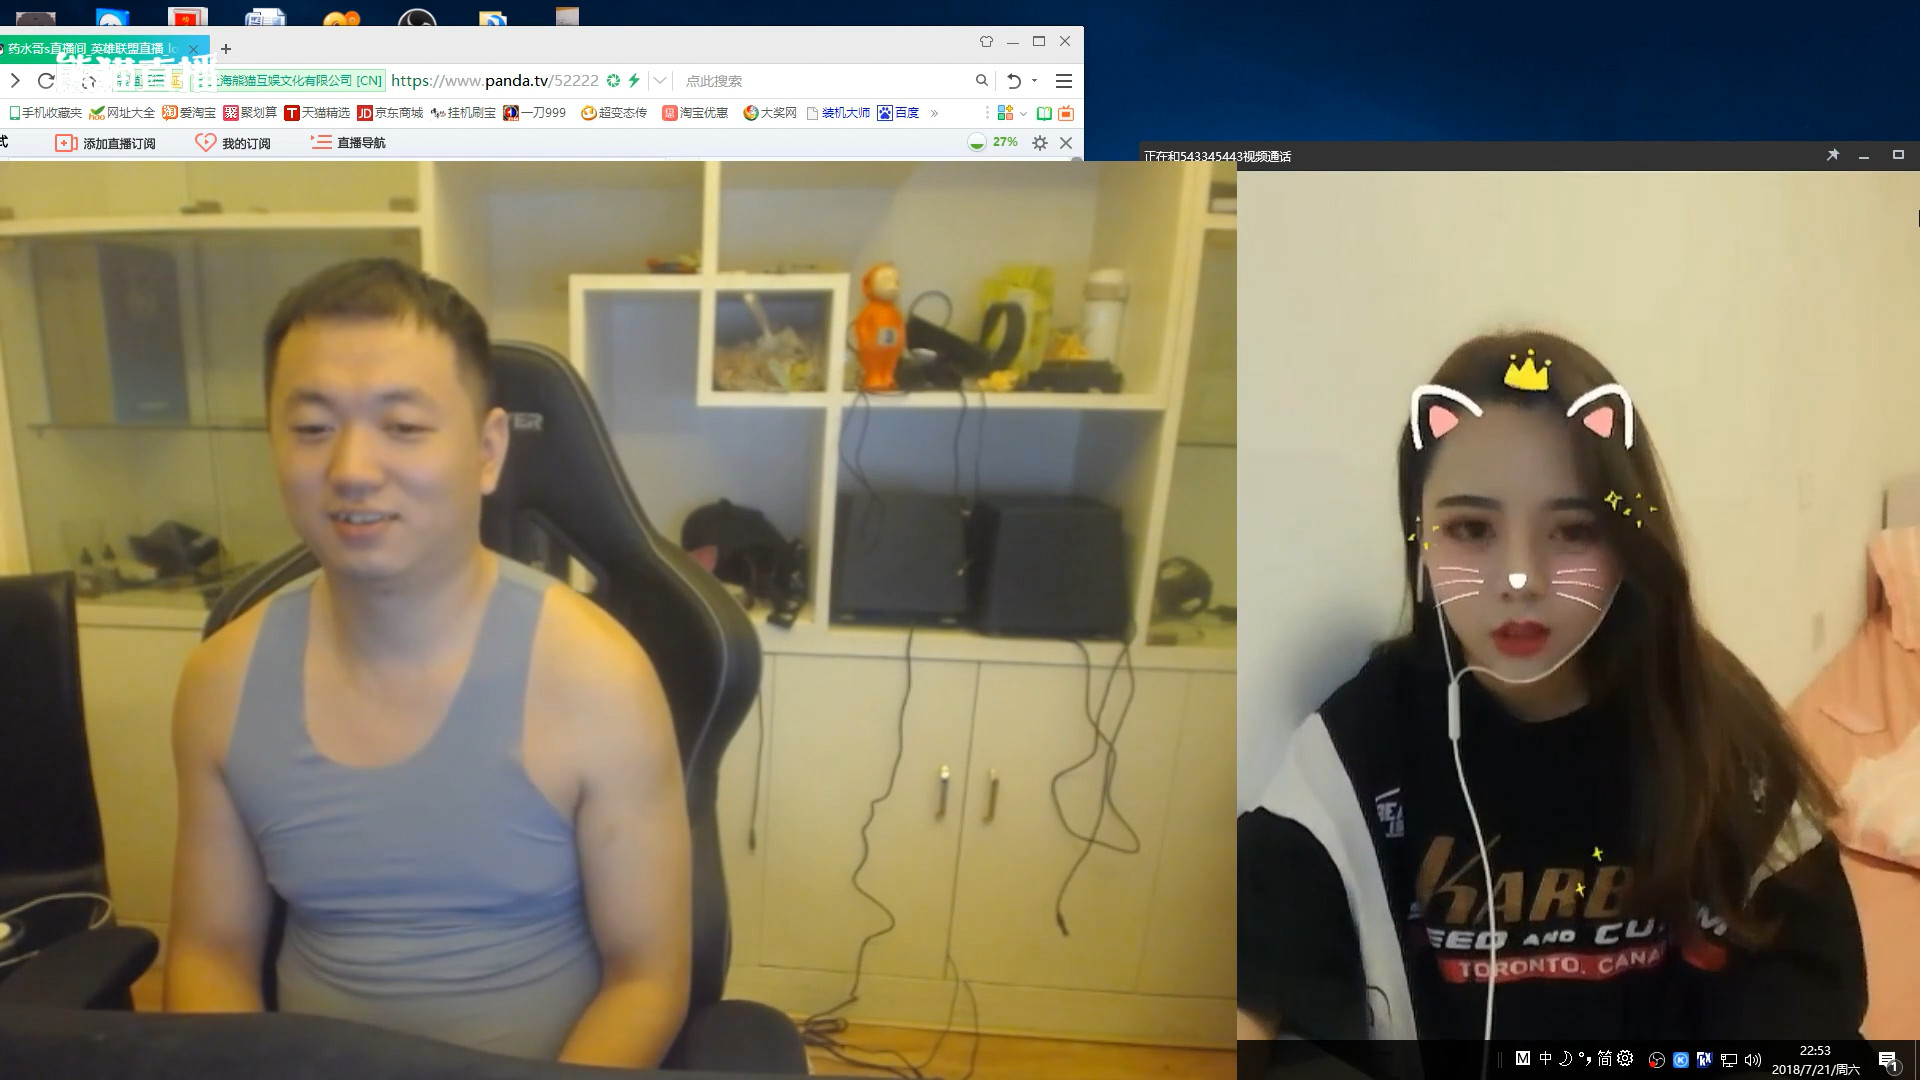 药水哥s直播间_英雄联盟直播
熊猫直播
海熊猫互娱文化有限公司 [CN]
https://www.panda.tv/52222
点此搜索
手机收藏夹
网址大全
爱淘宝
聚划算
天猫精选
京东商城
挂机刷宝
一刀999
超变态传
淘宝优惠
大奖网
装机大师
百度
式
添加直播订阅
我的订阅
直播导航
27%
正在和543345443视频通话
KARB
EED AND CU
TORONTO, CANA
M 中 简
22:53
2018/7/21/周六
1